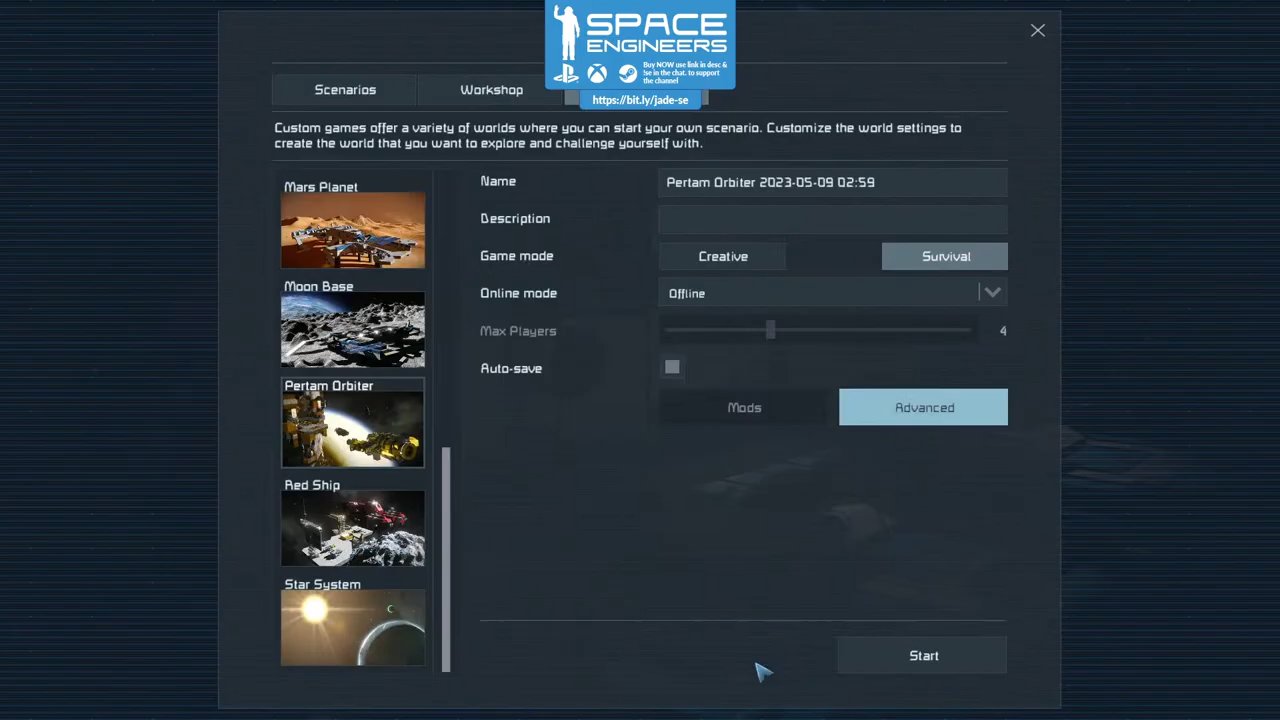 SPACE
ENGINEERS
Buy NOW use link in desc &
!se in the chat. to support
the channel
https://bit.ly/jade-se
Scenarios
Workshop
Custom games offer a variety of worlds where you can start your own scenario. Customize the world settings to
create the world that you want to explore and challenge yourself with.
Mars Planet
Moon Base
Pertam Orbiter
Red Ship
Star System
Name
Pertam Orbiter 2023-05-09 02:59
Description
Game mode
Creative
Survival
Online mode
Offline
Max Players
4
Auto-save
Mods
Advanced
Start